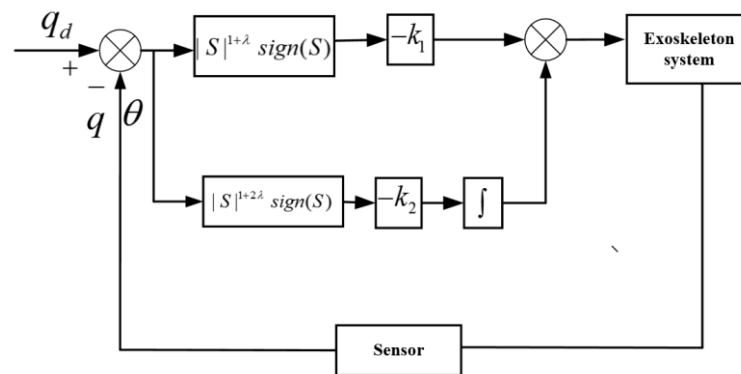 q_d
+
−
q
θ
| S |^{1+λ} sign(S)
−k_1
Exoskeleton
system
| S |^{1+2λ} sign(S)
−k_2
∫
Sensor